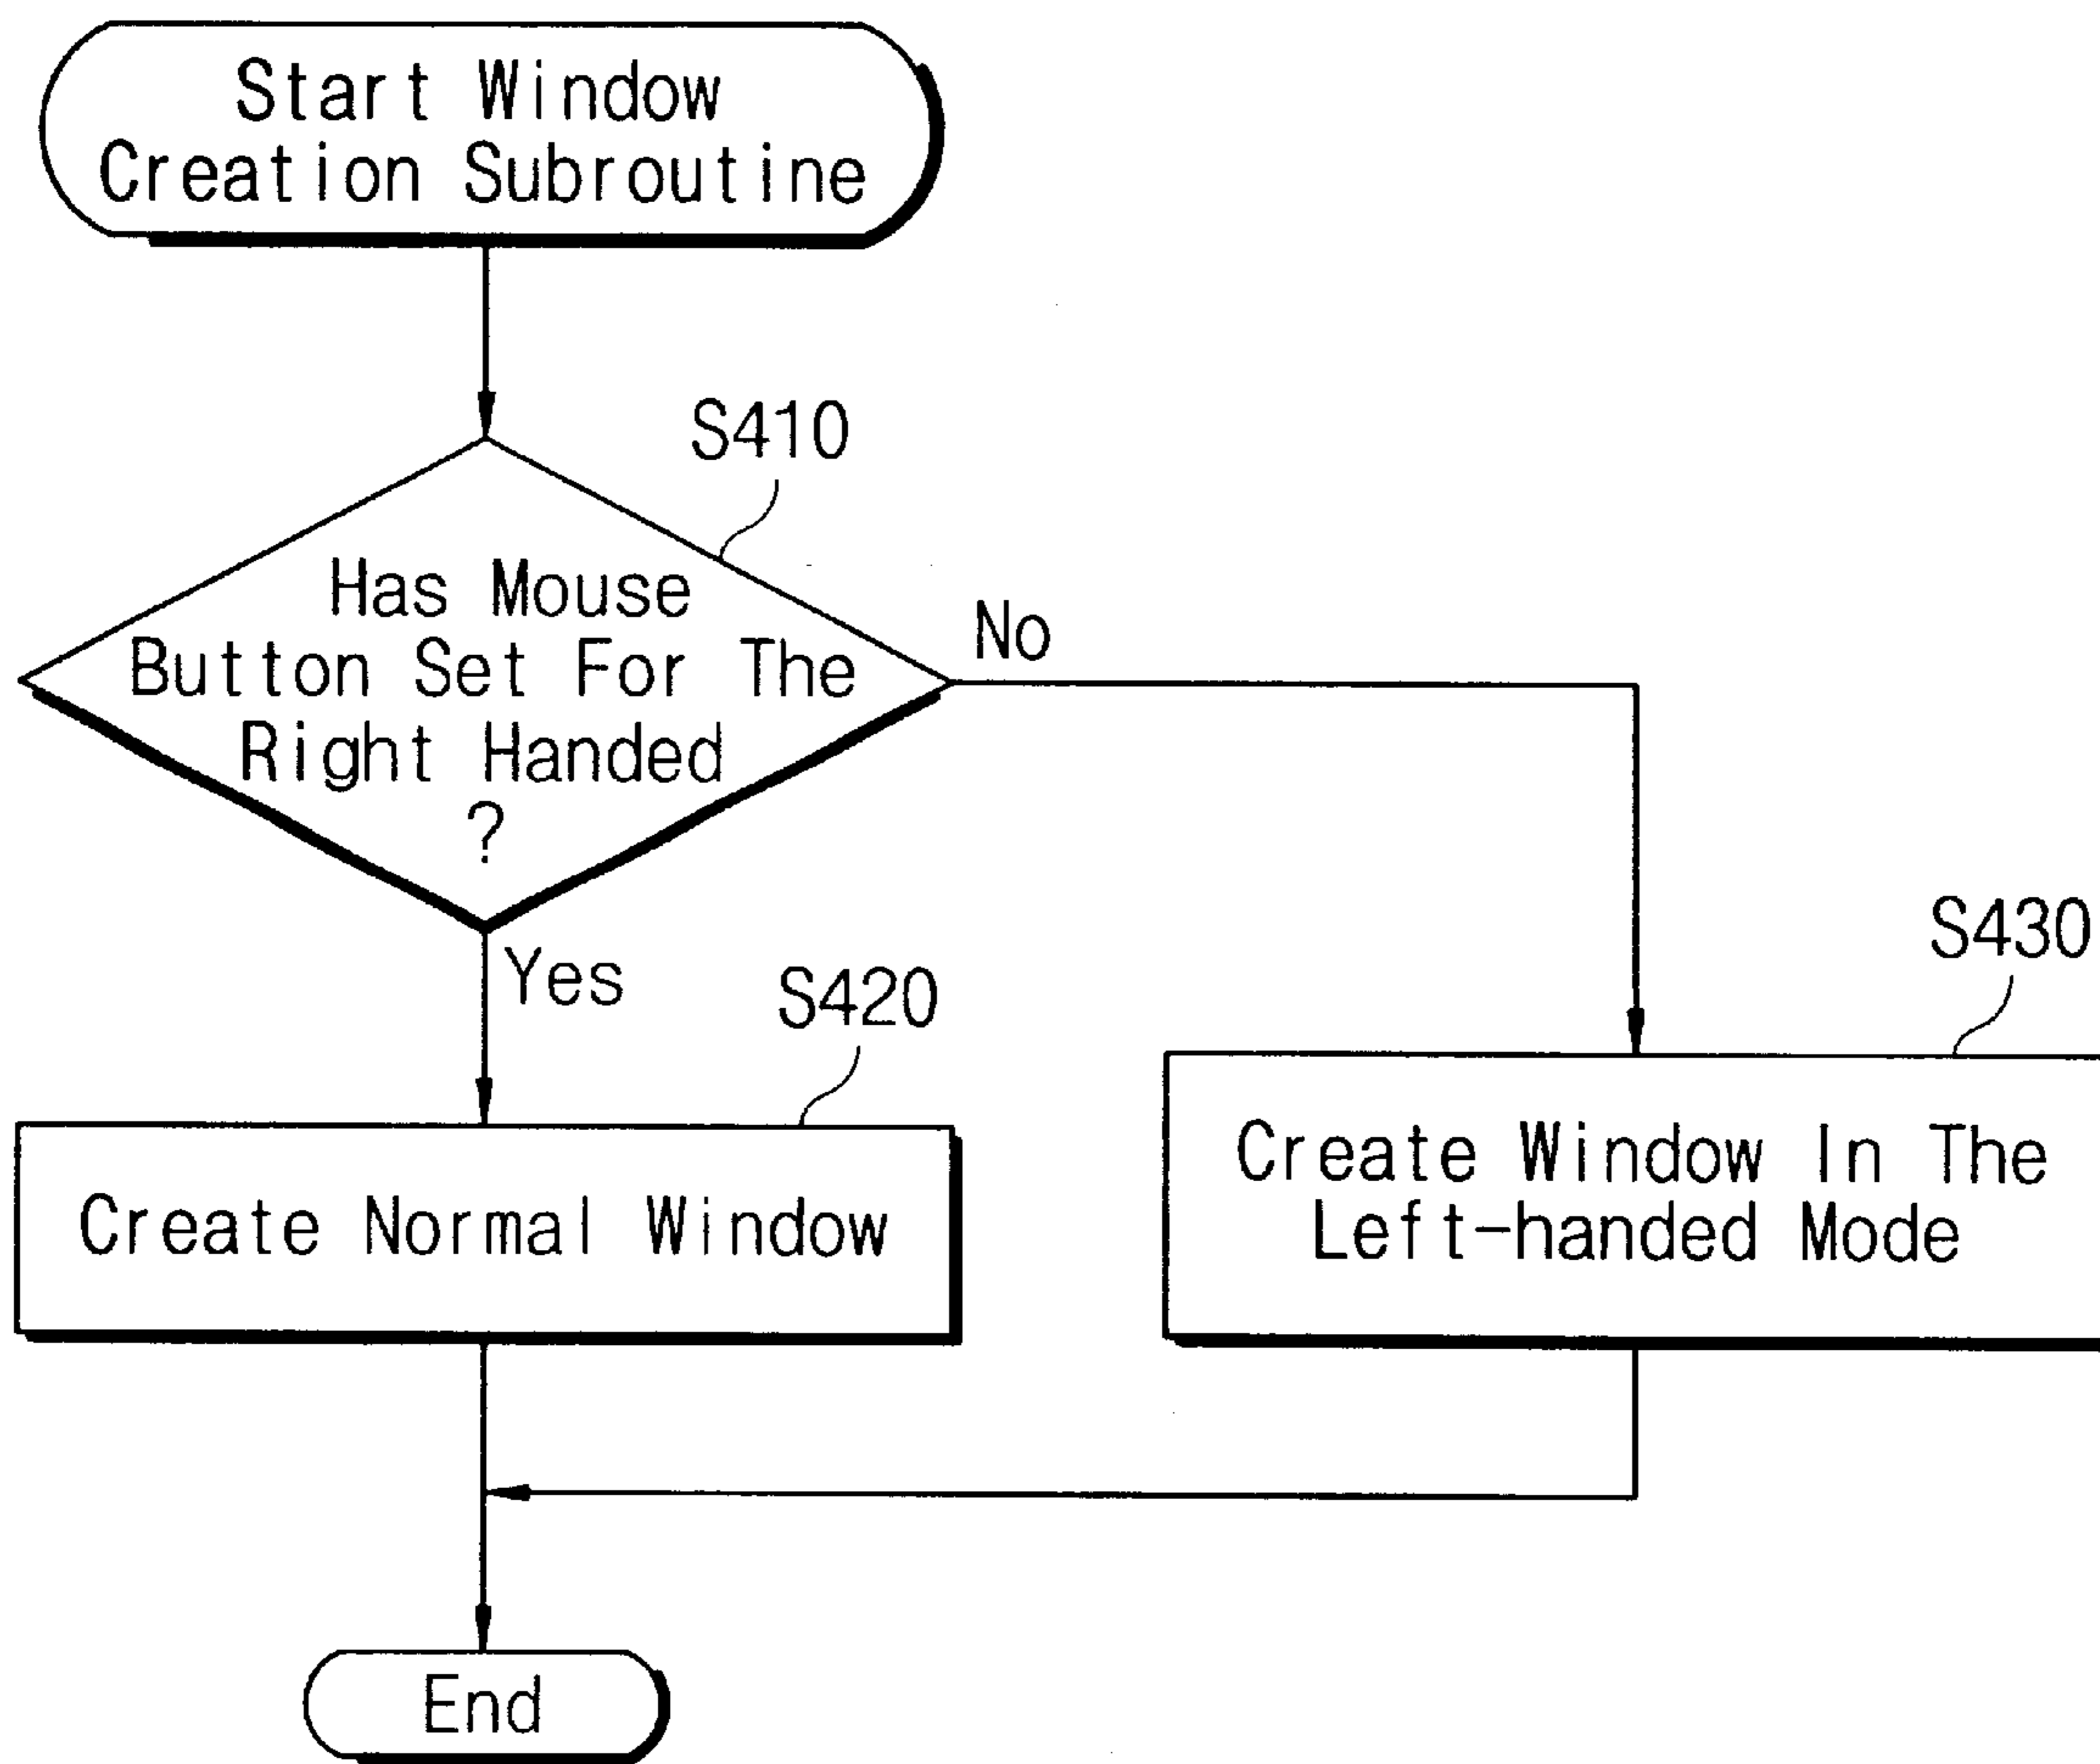 Start Window
Creation Subroutine
S410
Has Mouse
Button Set For The
Right Handed
?
No
Yes
S420
S430
Create Normal Window
Create Window In The
Left-handed Mode
End